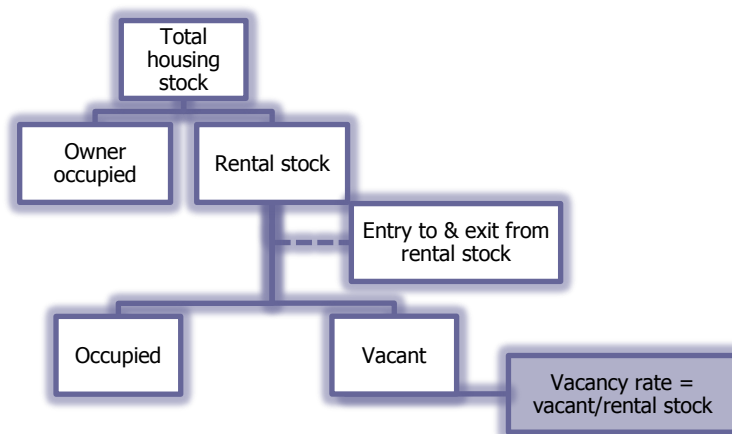 Total
housing
stock
Owner
occupied
Rental stock
Entry to & exit from
rental stock
Occupied
Vacant
Vacancy rate =
vacant/rental stock